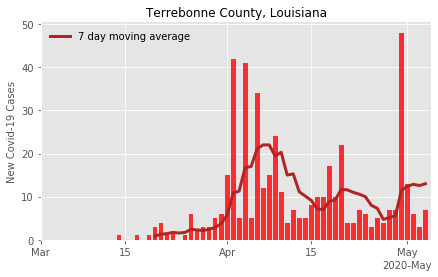 Terrebonne County, Louisiana
7 day moving average
New Covid-19 Cases
50
40
30
20
10
0
Mar
15
Apr
15
May
2020-May